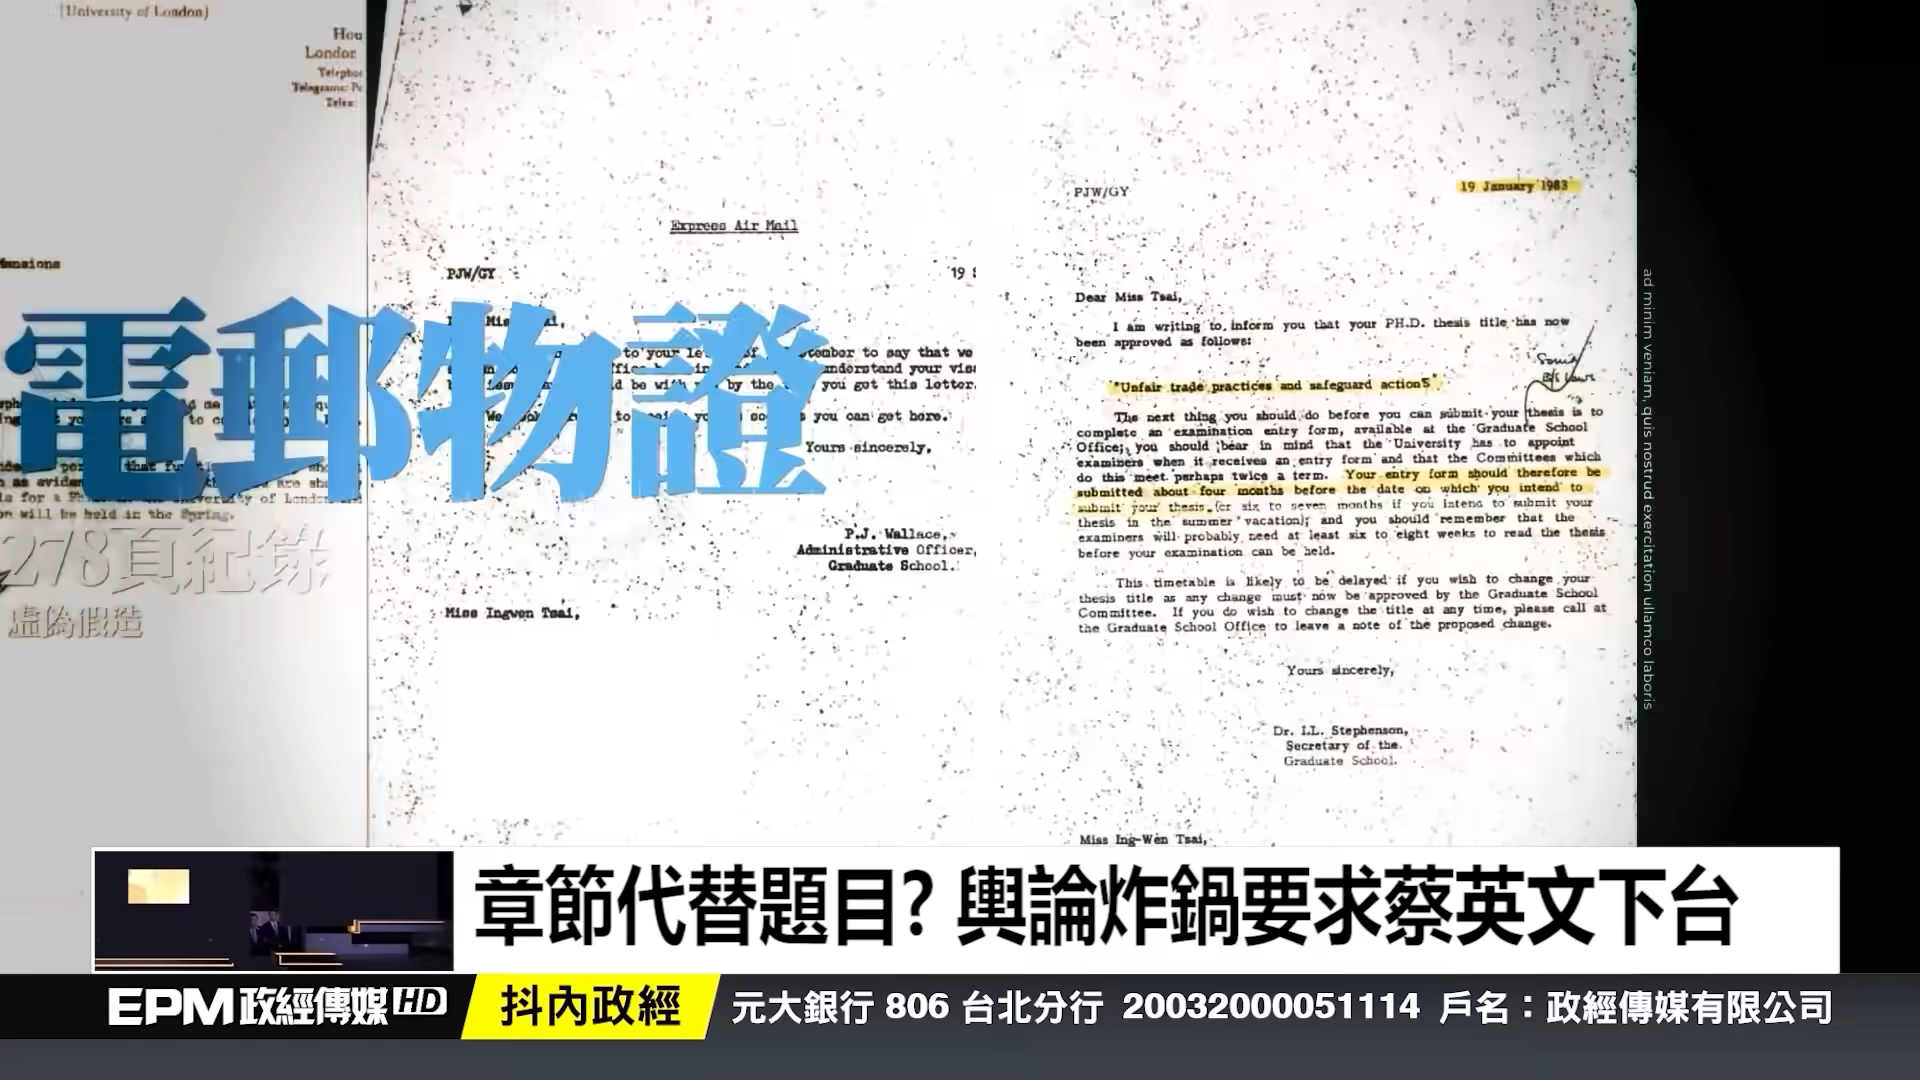 (University of London)
London
Express Air Mail
PJW/GY
to your
to say that we
understand your
by the
you get this letter.
you can get here.
Yours sincerely,
P.J. Wallace,
Administrative Officer,
Graduate School.
Miss Ingwen Tsai,
PJW/GY
19 January 1983
Dear Miss Tsai,
I am writing to inform you that your PH.D. thesis title has now
been approved as follows:
"Unfair trade practices and safeguard actions"
The next thing you should do before you can submit your thesis is to
complete an examination entry form, available at the Graduate School
Office; you should bear in mind that the University has to appoint
examiners when it receives an entry form and that the Committees which
do this meet perhaps twice a term. Your entry form should therefore be
submitted about four months before the date on which you intend to
submit your thesis (or six to seven months if you intend to submit your
thesis in the summer vacation); and you should remember that the
examiners will probably need at least six to eight weeks to read the thesis
before your examination can be held.
This timetable is likely to be delayed if you wish to change your
thesis title as any change must now be approved by the Graduate School
Committee. If you do wish to change the title at any time, please call at
the Graduate School Office to leave a note of the proposed change.
Yours sincerely,
Dr. I.L. Stephenson,
Secretary of the
Graduate School.
Miss Ing-Wen Tsai,
電郵物證
278頁紀錄
虛偽假造
ad minim veniam, quis nostrud exercitation ullamco laboris
章節代替題目? 輿論炸鍋要求蔡英文下台
EPM政經傳媒HD
抖內政經
元大銀行 806 台北分行 20032000051114 戶名：政經傳媒有限公司